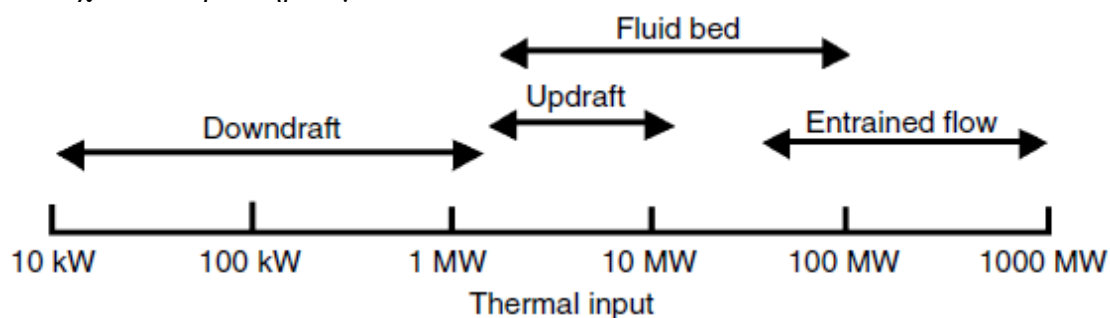 Fluid bed
Updraft
Downdraft
Entrained flow
10 kW 100 kW 1 MW 10 MW 100 MW 1000 MW
Thermal input